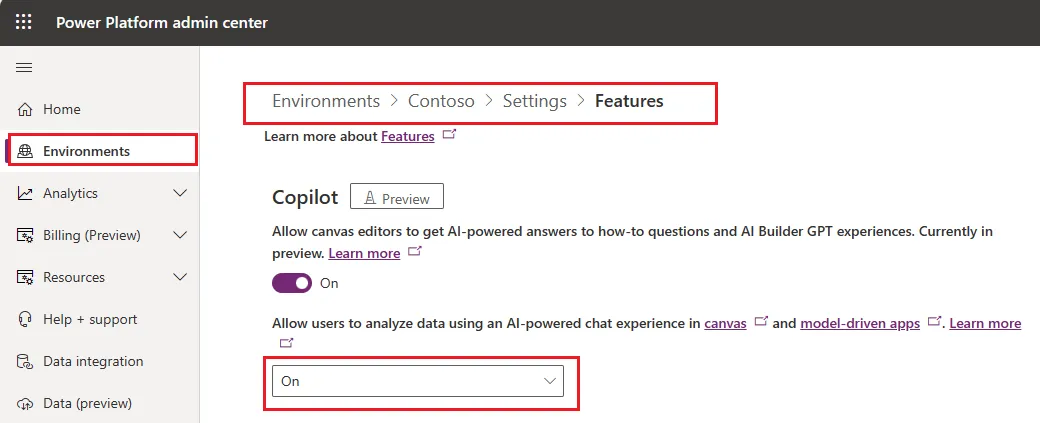 Power Platform admin center
Home
Environments
Analytics
Billing (Preview)
Resources
Help + support
Data integration
Data (preview)
Environments > Contoso > Settings > Features
Learn more about Features
Copilot Preview
Allow canvas editors to get AI-powered answers to how-to questions and AI Builder GPT experiences. Currently in
preview. Learn more
On
Allow users to analyze data using an AI-powered chat experience in canvas and model-driven apps. Learn more
On